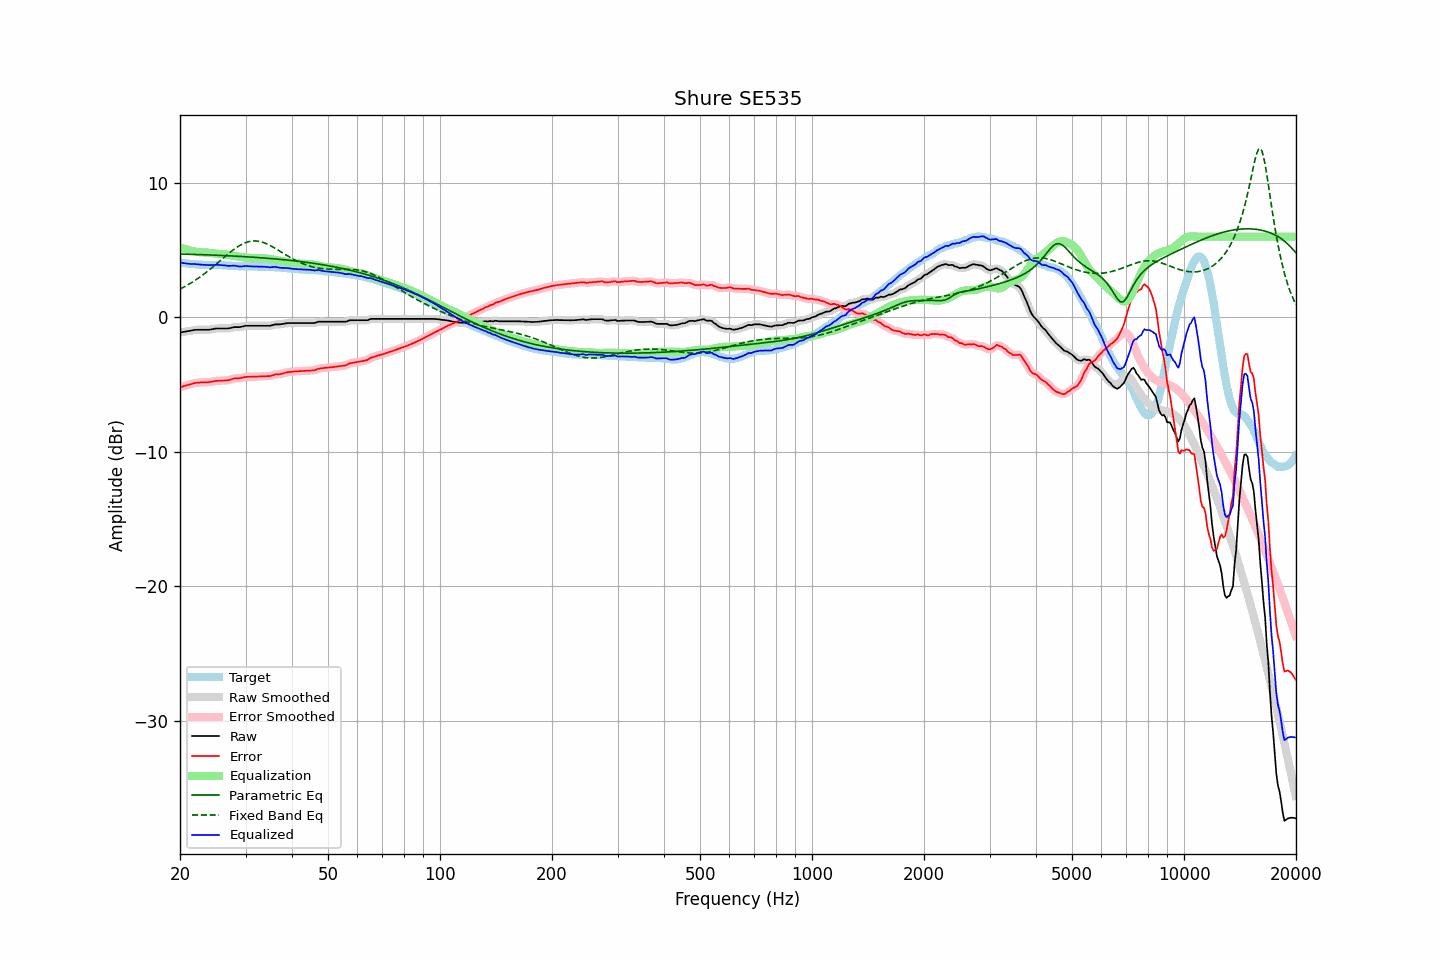 Shure SE535
Amplitude (dBr)
10
0
−10
−20
−30
Target
Raw Smoothed
Error Smoothed
Raw
Error
Equalization
Parametric Eq
Fixed Band Eq
Equalized
20 50 100 200 500 1000 2000 5000 10000 20000
Frequency (Hz)